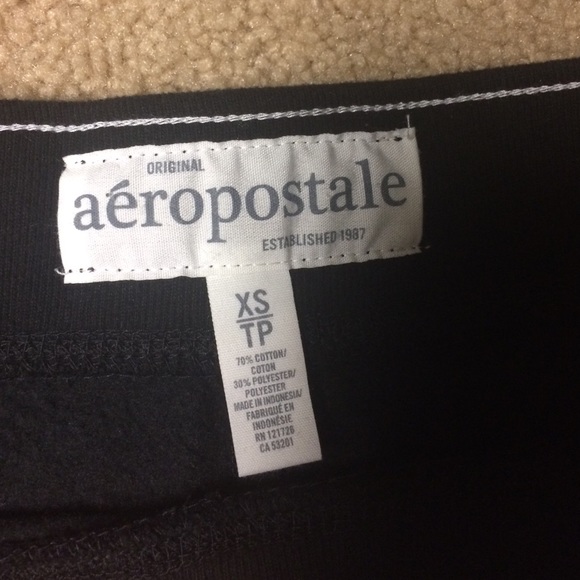 ORIGINAL
aéropostale
ESTABLISHED 1987
XS
TP
70% COTTON/
COTON
30% POLYESTER/
POLYESTER
MADE IN INDONESIA/
FABRIQUÉ EN
INDONÉSIE
RN 121726
CA 53201